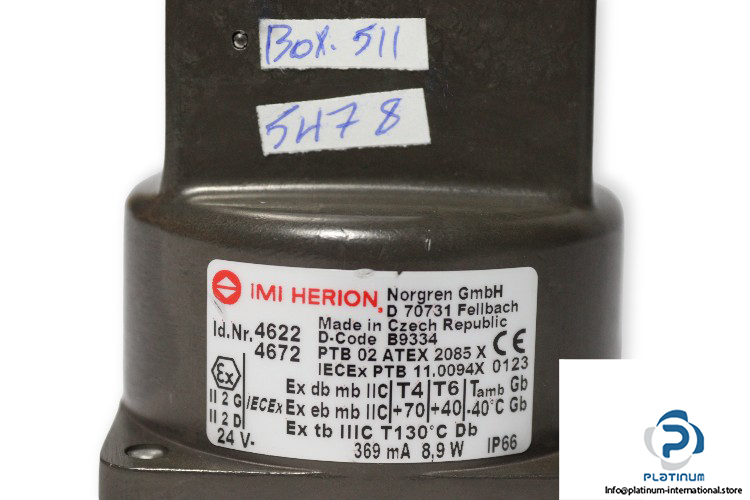 Box. 511
5478
IMI HERION, Norgren GmbH
D 70731 Fellbach
Made in Czech Republic
Id.Nr. 4622 D-Code B9334
4672 PTB 02 ATEX 2085 X CE
IECEx PTB 11.0094X 0123
Ex Ex db mb IIC T4 T6 Tamb Gb
II 2 G IECEx Ex eb mb IIC +70 +40 -40°C Gb
II 2 D Ex tb IIIC T130°C Db
24 V- 369 mA 8,9 W IP66
PLATINUM
INTERNATIONAL
Info@platinum-international.store